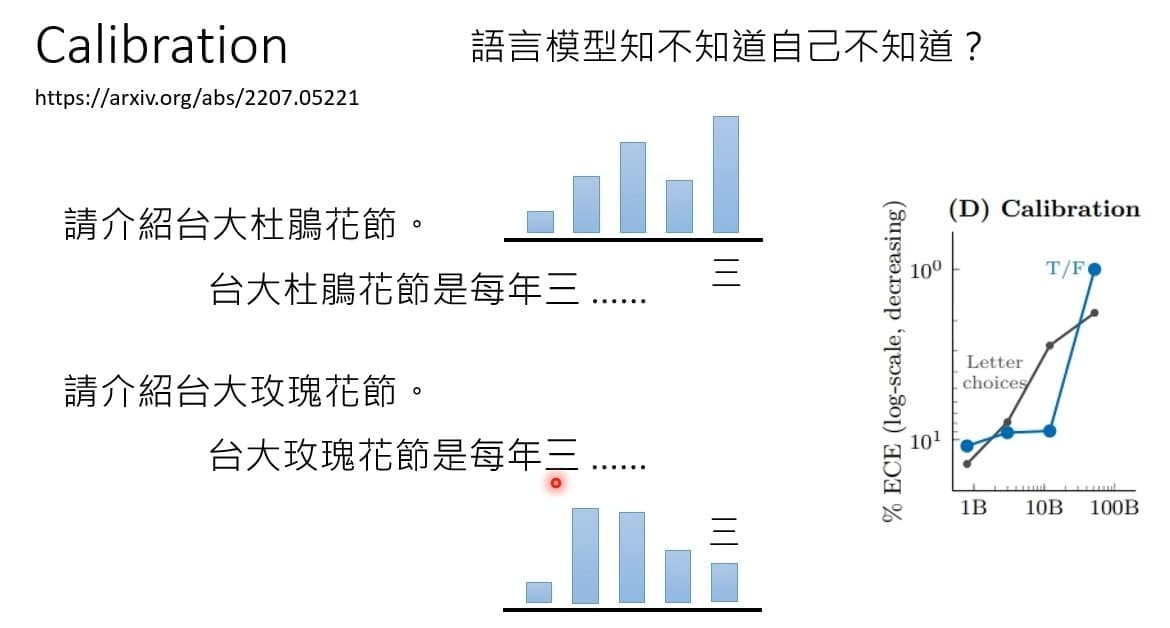 Calibration
語言模型知不知道自己不知道？
https://arxiv.org/abs/2207.05221
請介紹台大杜鵑花節。
台大杜鵑花節是每年三 ......
三
請介紹台大玫瑰花節。
台大玫瑰花節是每年三 ......
三
(D) Calibration
% ECE (log-scale, decreasing)
10⁰
T/F
Letter
choices
10¹
1B 10B 100B